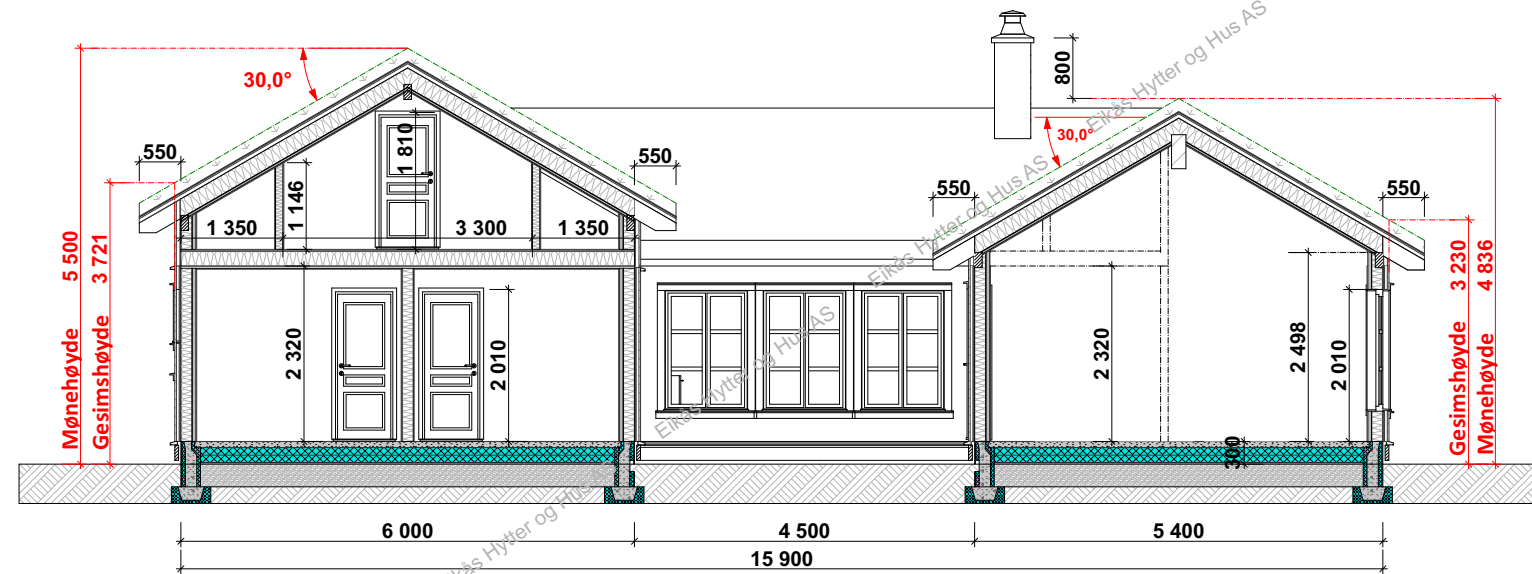 Eikås Hytter og Hus AS
800
30,0°
30,0°
1 810
550
550
550
550
1 146
1 350
3 300
1 350
Mønehøyde 5 500
Gesimshøyde 3 721
Eikås Hytter og Hus AS
Gesimshøyde 3 230
Mønehøyde 4 836
2 320
2 010
2 320
2 498
2 010
Eikås Hytter og Hus AS
300
Eikås Hytter og Hus AS
6 000
4 500
5 400
15 900